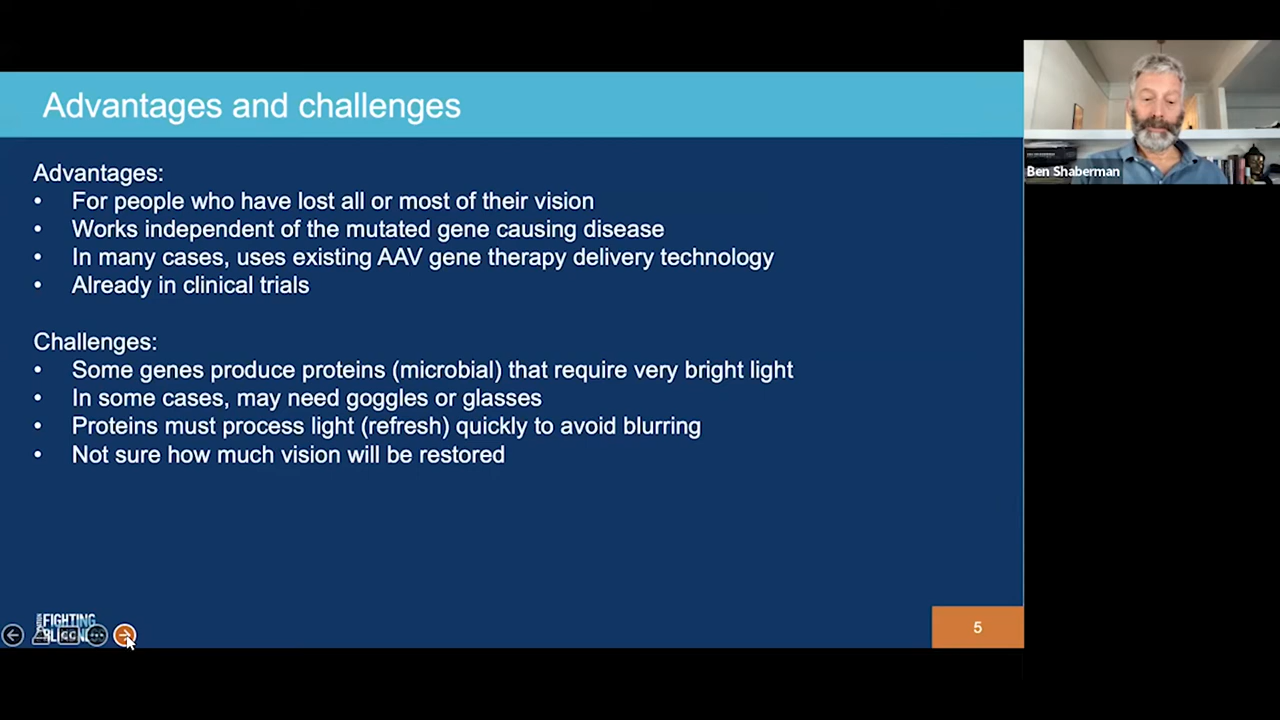 Advantages and challenges
Advantages:
• For people who have lost all or most of their vision
• Works independent of the mutated gene causing disease
• In many cases, uses existing AAV gene therapy delivery technology
• Already in clinical trials
Challenges:
• Some genes produce proteins (microbial) that require very bright light
• In some cases, may need goggles or glasses
• Proteins must process light (refresh) quickly to avoid blurring
• Not sure how much vision will be restored
FIGHTING
5
Ben Shaberman